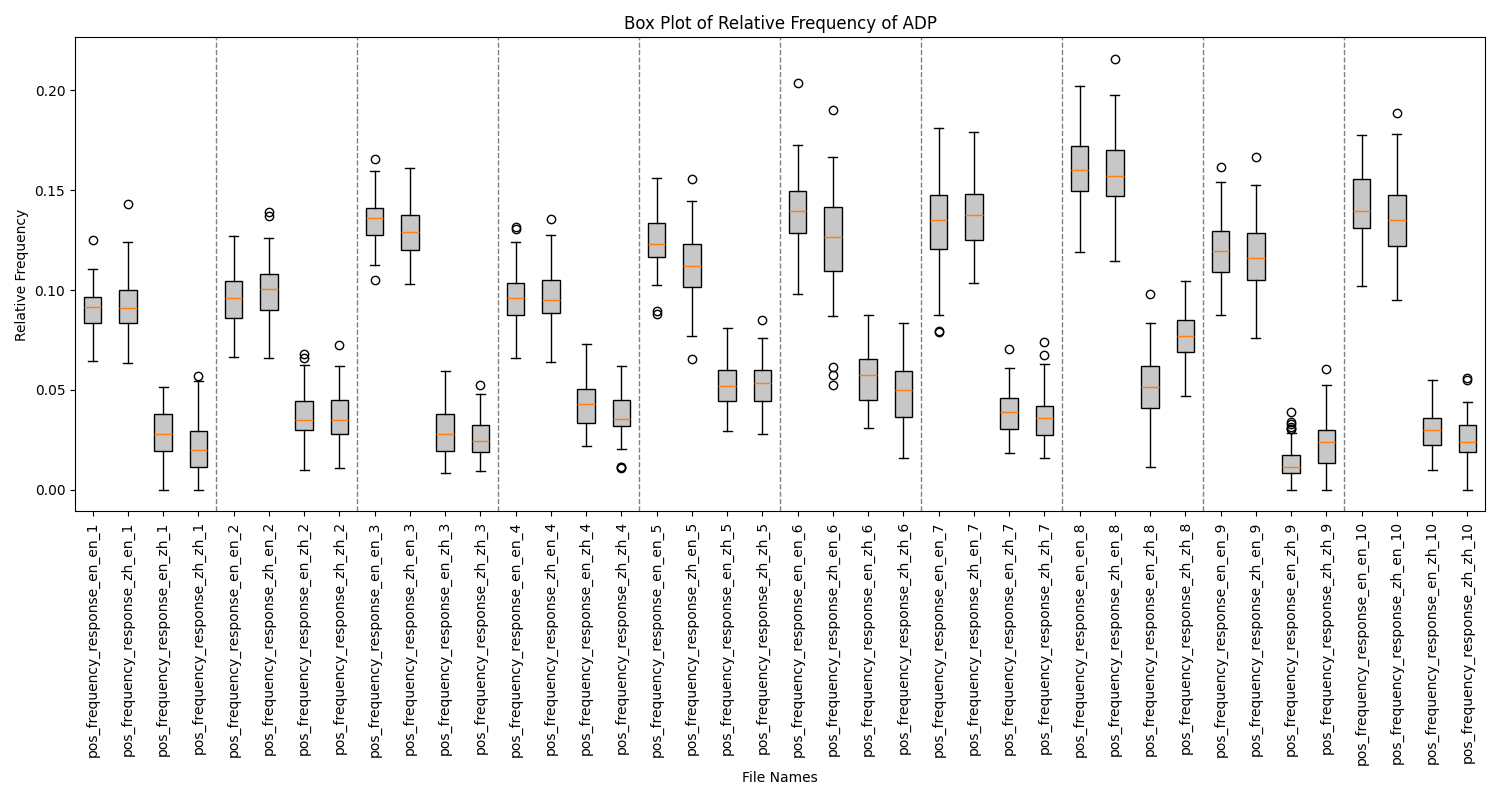 Box Plot of Relative Frequency of ADP
Relative Frequency
0.20
0.15
0.10
0.05
0.00
pos_frequency_response_en_en_1
pos_frequency_response_zh_en_1
pos_frequency_response_en_zh_1
pos_frequency_response_zh_zh_1
pos_frequency_response_en_en_2
pos_frequency_response_zh_en_2
pos_frequency_response_en_zh_2
pos_frequency_response_zh_zh_2
pos_frequency_response_en_en_3
pos_frequency_response_zh_en_3
pos_frequency_response_en_zh_3
pos_frequency_response_zh_zh_3
pos_frequency_response_en_en_4
pos_frequency_response_zh_en_4
pos_frequency_response_en_zh_4
pos_frequency_response_zh_zh_4
pos_frequency_response_en_en_5
pos_frequency_response_zh_en_5
pos_frequency_response_en_zh_5
pos_frequency_response_zh_zh_5
pos_frequency_response_en_en_6
pos_frequency_response_zh_en_6
pos_frequency_response_en_zh_6
pos_frequency_response_zh_zh_6
pos_frequency_response_en_en_7
pos_frequency_response_zh_en_7
pos_frequency_response_en_zh_7
pos_frequency_response_zh_zh_7
pos_frequency_response_en_en_8
pos_frequency_response_zh_en_8
pos_frequency_response_en_zh_8
pos_frequency_response_zh_zh_8
pos_frequency_response_en_en_9
pos_frequency_response_zh_en_9
pos_frequency_response_en_zh_9
pos_frequency_response_zh_zh_9
pos_frequency_response_en_en_10
pos_frequency_response_zh_en_10
pos_frequency_response_en_zh_10
pos_frequency_response_zh_zh_10
File Names